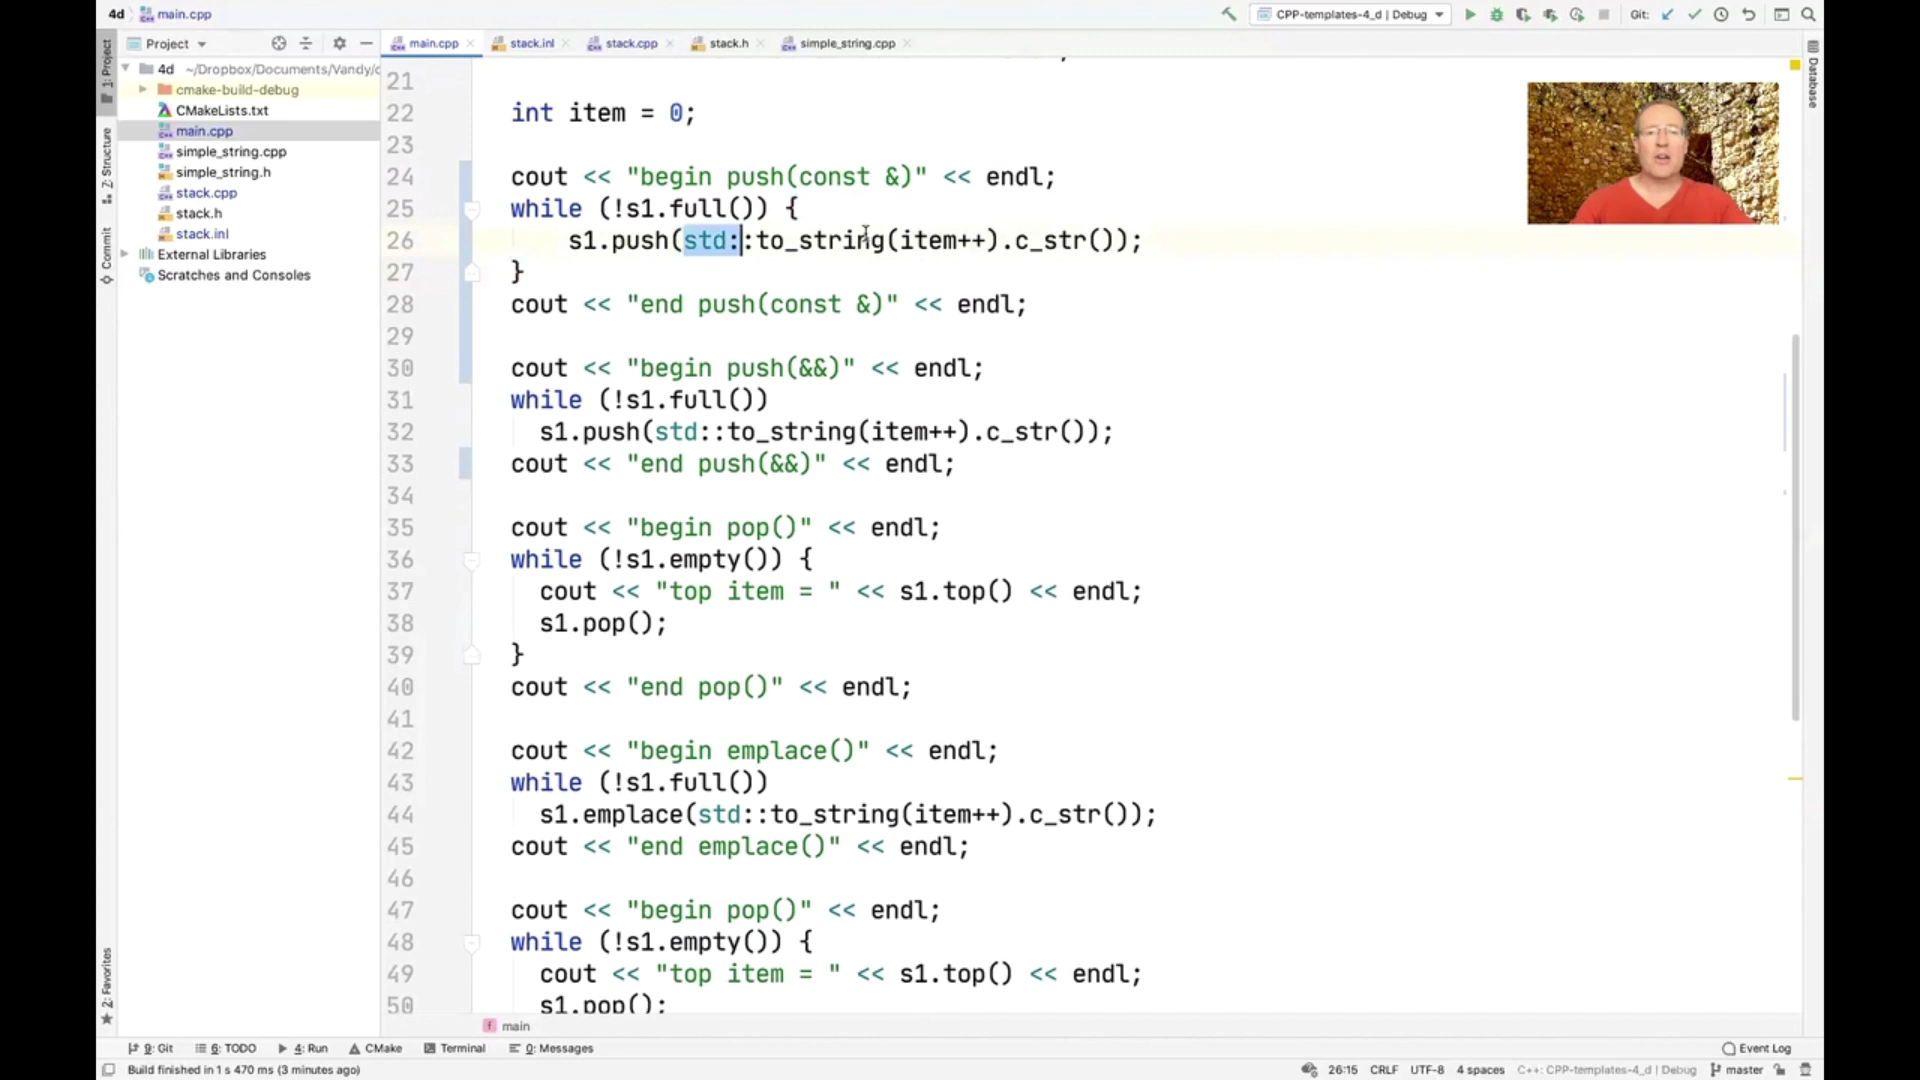 4d main.cpp
CPP-templates-4_d | Debug
Git:
Project
main.cpp
stack.inl
stack.cpp
stack.h
simple_string.cpp
1: Project
Z: Structure
Commit
2: Favorites
Database
4d ~/Dropbox/Documents/Vandy/c
cmake-build-debug
CMakeLists.txt
main.cpp
simple_string.cpp
simple_string.h
stack.cpp
stack.h
stack.inl
External Libraries
Scratches and Consoles
21
22 int item = 0;
23
24 cout << "begin push(const &)" << endl;
25 while (!s1.full()) {
26 s1.push(std::to_string(item++).c_str());
27 }
28 cout << "end push(const &)" << endl;
29
30 cout << "begin push(&&)" << endl;
31 while (!s1.full())
32 s1.push(std::to_string(item++).c_str());
33 cout << "end push(&&)" << endl;
34
35 cout << "begin pop()" << endl;
36 while (!s1.empty()) {
37 cout << "top item = " << s1.top() << endl;
38 s1.pop();
39 }
40 cout << "end pop()" << endl;
41
42 cout << "begin emplace()" << endl;
43 while (!s1.full())
44 s1.emplace(std::to_string(item++).c_str());
45 cout << "end emplace()" << endl;
46
47 cout << "begin pop()" << endl;
48 while (!s1.empty()) {
49 cout << "top item = " << s1.top() << endl;
50 s1.pop();
f main
9: Git 6: TODO 4: Run CMake Terminal 0: Messages Event Log
Build finished in 1 s 470 ms (3 minutes ago)
26:15 CRLF UTF-8 4 spaces C++: CPP-templates-4_d | Debug master